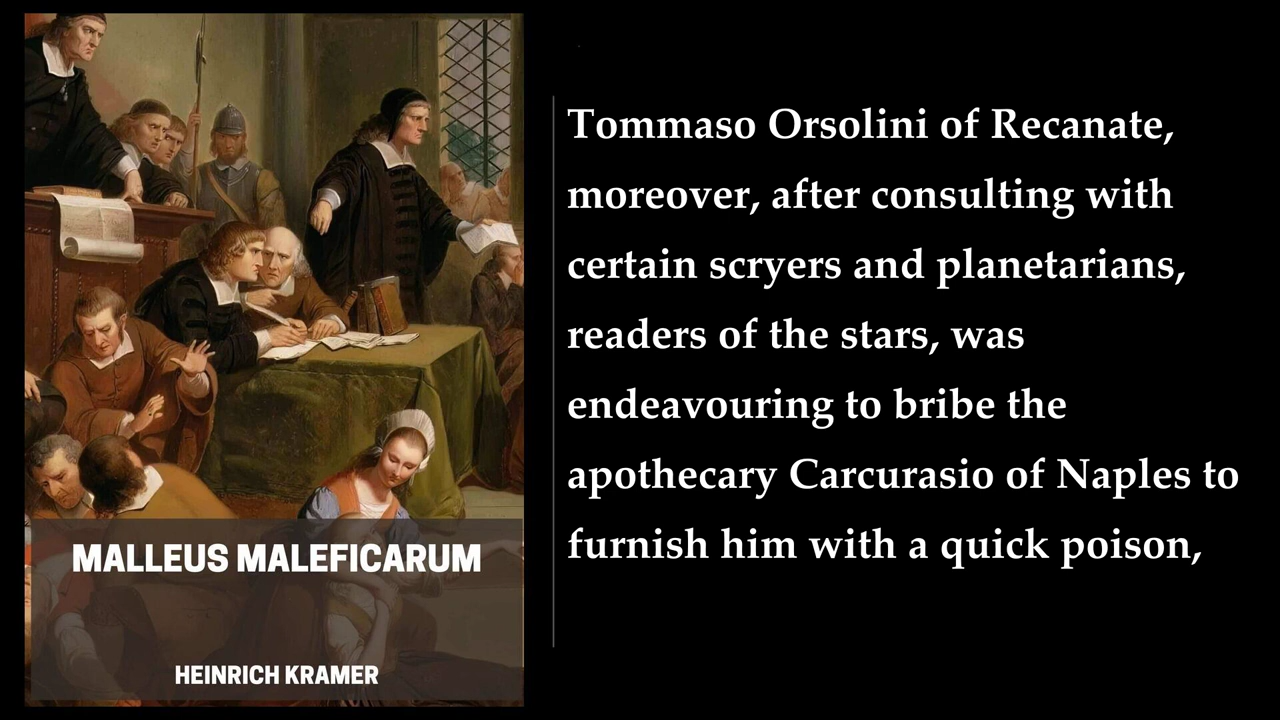 MALLEUS MALEFICARUM
HEINRICH KRAMER
Tommaso Orsolini of Recanate,
moreover, after consulting with
certain scryers and planetarians,
readers of the stars, was
endeavouring to bribe the
apothecary Carcurasio of Naples to
furnish him with a quick poison,